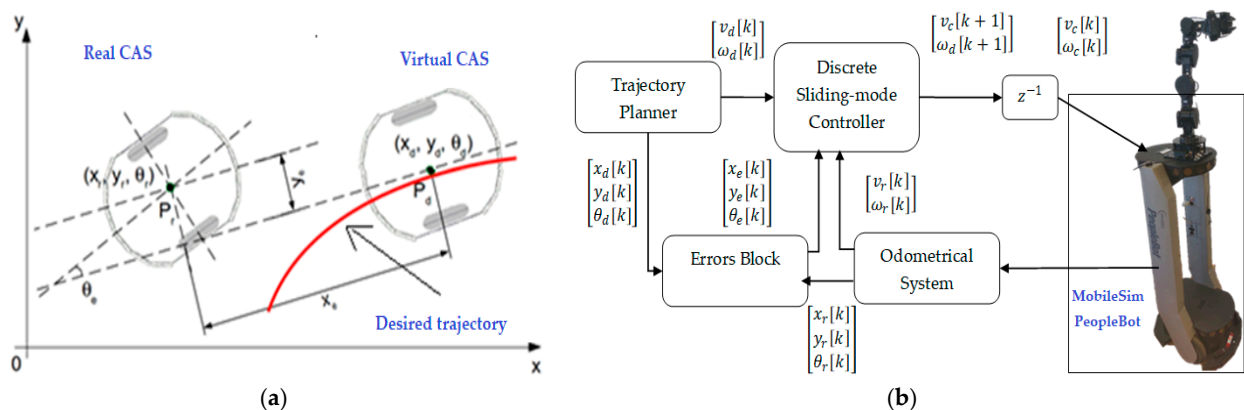 y
Real CAS
Virtual CAS
(x_r, y_r, θ_r)
P_r
(x_d, y_d, θ_d)
P_d
y_e
θ_e
x_e
Desired trajectory
0
x
(a)
[v_d[k]
ω_d[k]]
[v_c[k + 1]
ω_d[k + 1]]
[v_c[k]
ω_c[k]]
Trajectory
Planner
Discrete
Sliding-mode
Controller
z^{-1}
[x_d[k]
y_d[k]
θ_d[k]]
[x_e[k]
y_e[k]
θ_e[k]]
[v_r[k]
ω_r[k]]
Errors Block
Odometrical
System
[x_r[k]
y_r[k]
θ_r[k]]
PeopleBot
MobileSim
PeopleBot
(b)